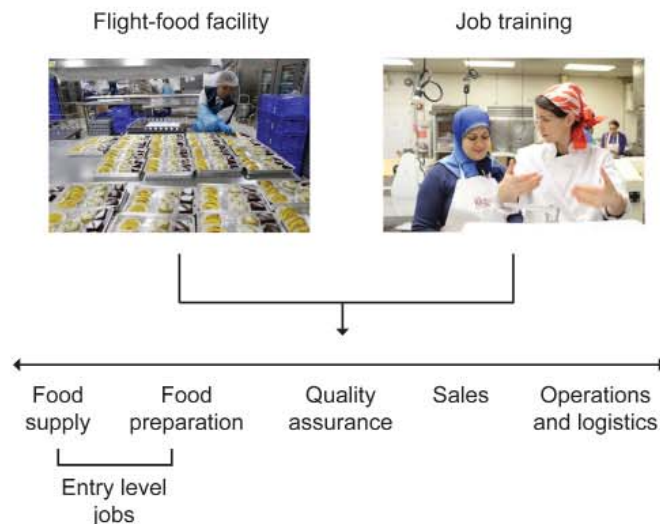 Flight-food facility
Job training
Food
supply
Food
preparation
Quality
assurance
Sales
Operations
and logistics
Entry level
jobs